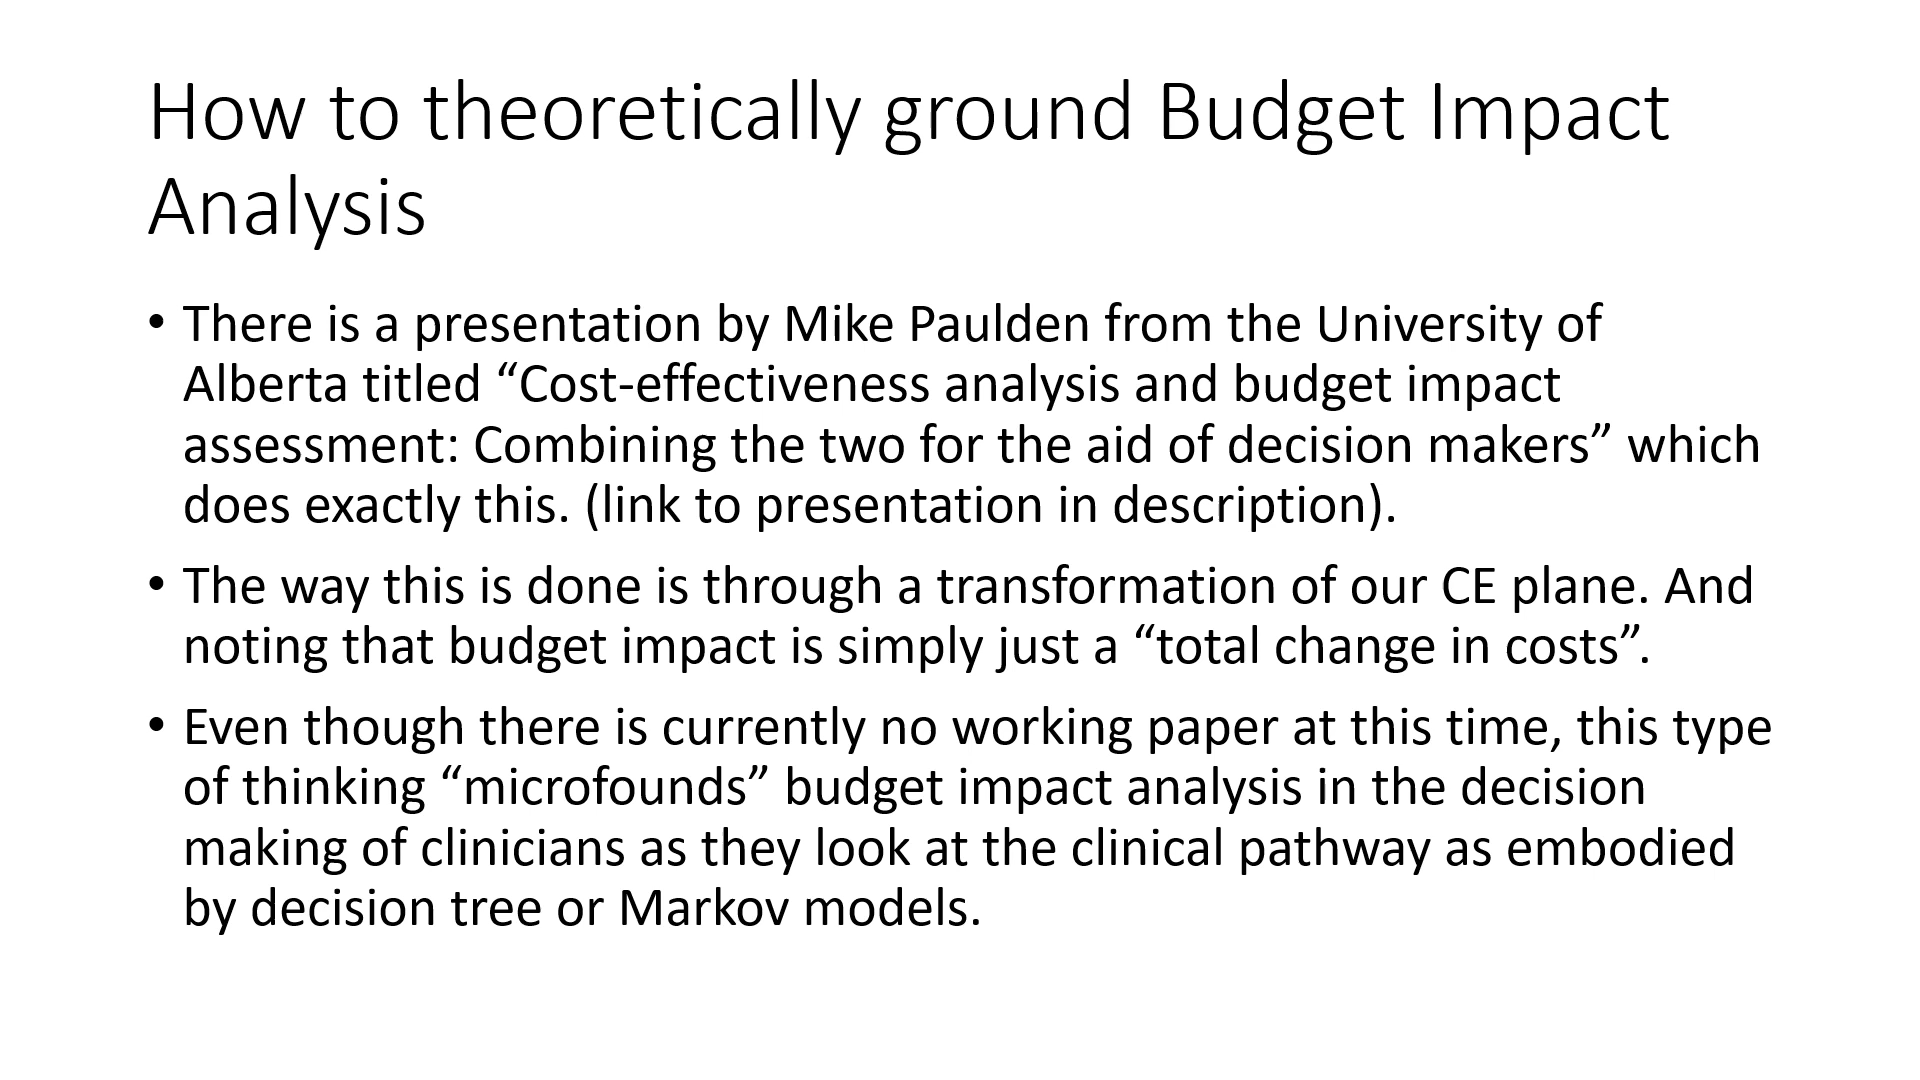 How to theoretically ground Budget Impact
Analysis
• There is a presentation by Mike Paulden from the University of
Alberta titled “Cost-effectiveness analysis and budget impact
assessment: Combining the two for the aid of decision makers” which
does exactly this. (link to presentation in description).
• The way this is done is through a transformation of our CE plane. And
noting that budget impact is simply just a “total change in costs”.
• Even though there is currently no working paper at this time, this type
of thinking “microfounds” budget impact analysis in the decision
making of clinicians as they look at the clinical pathway as embodied
by decision tree or Markov models.